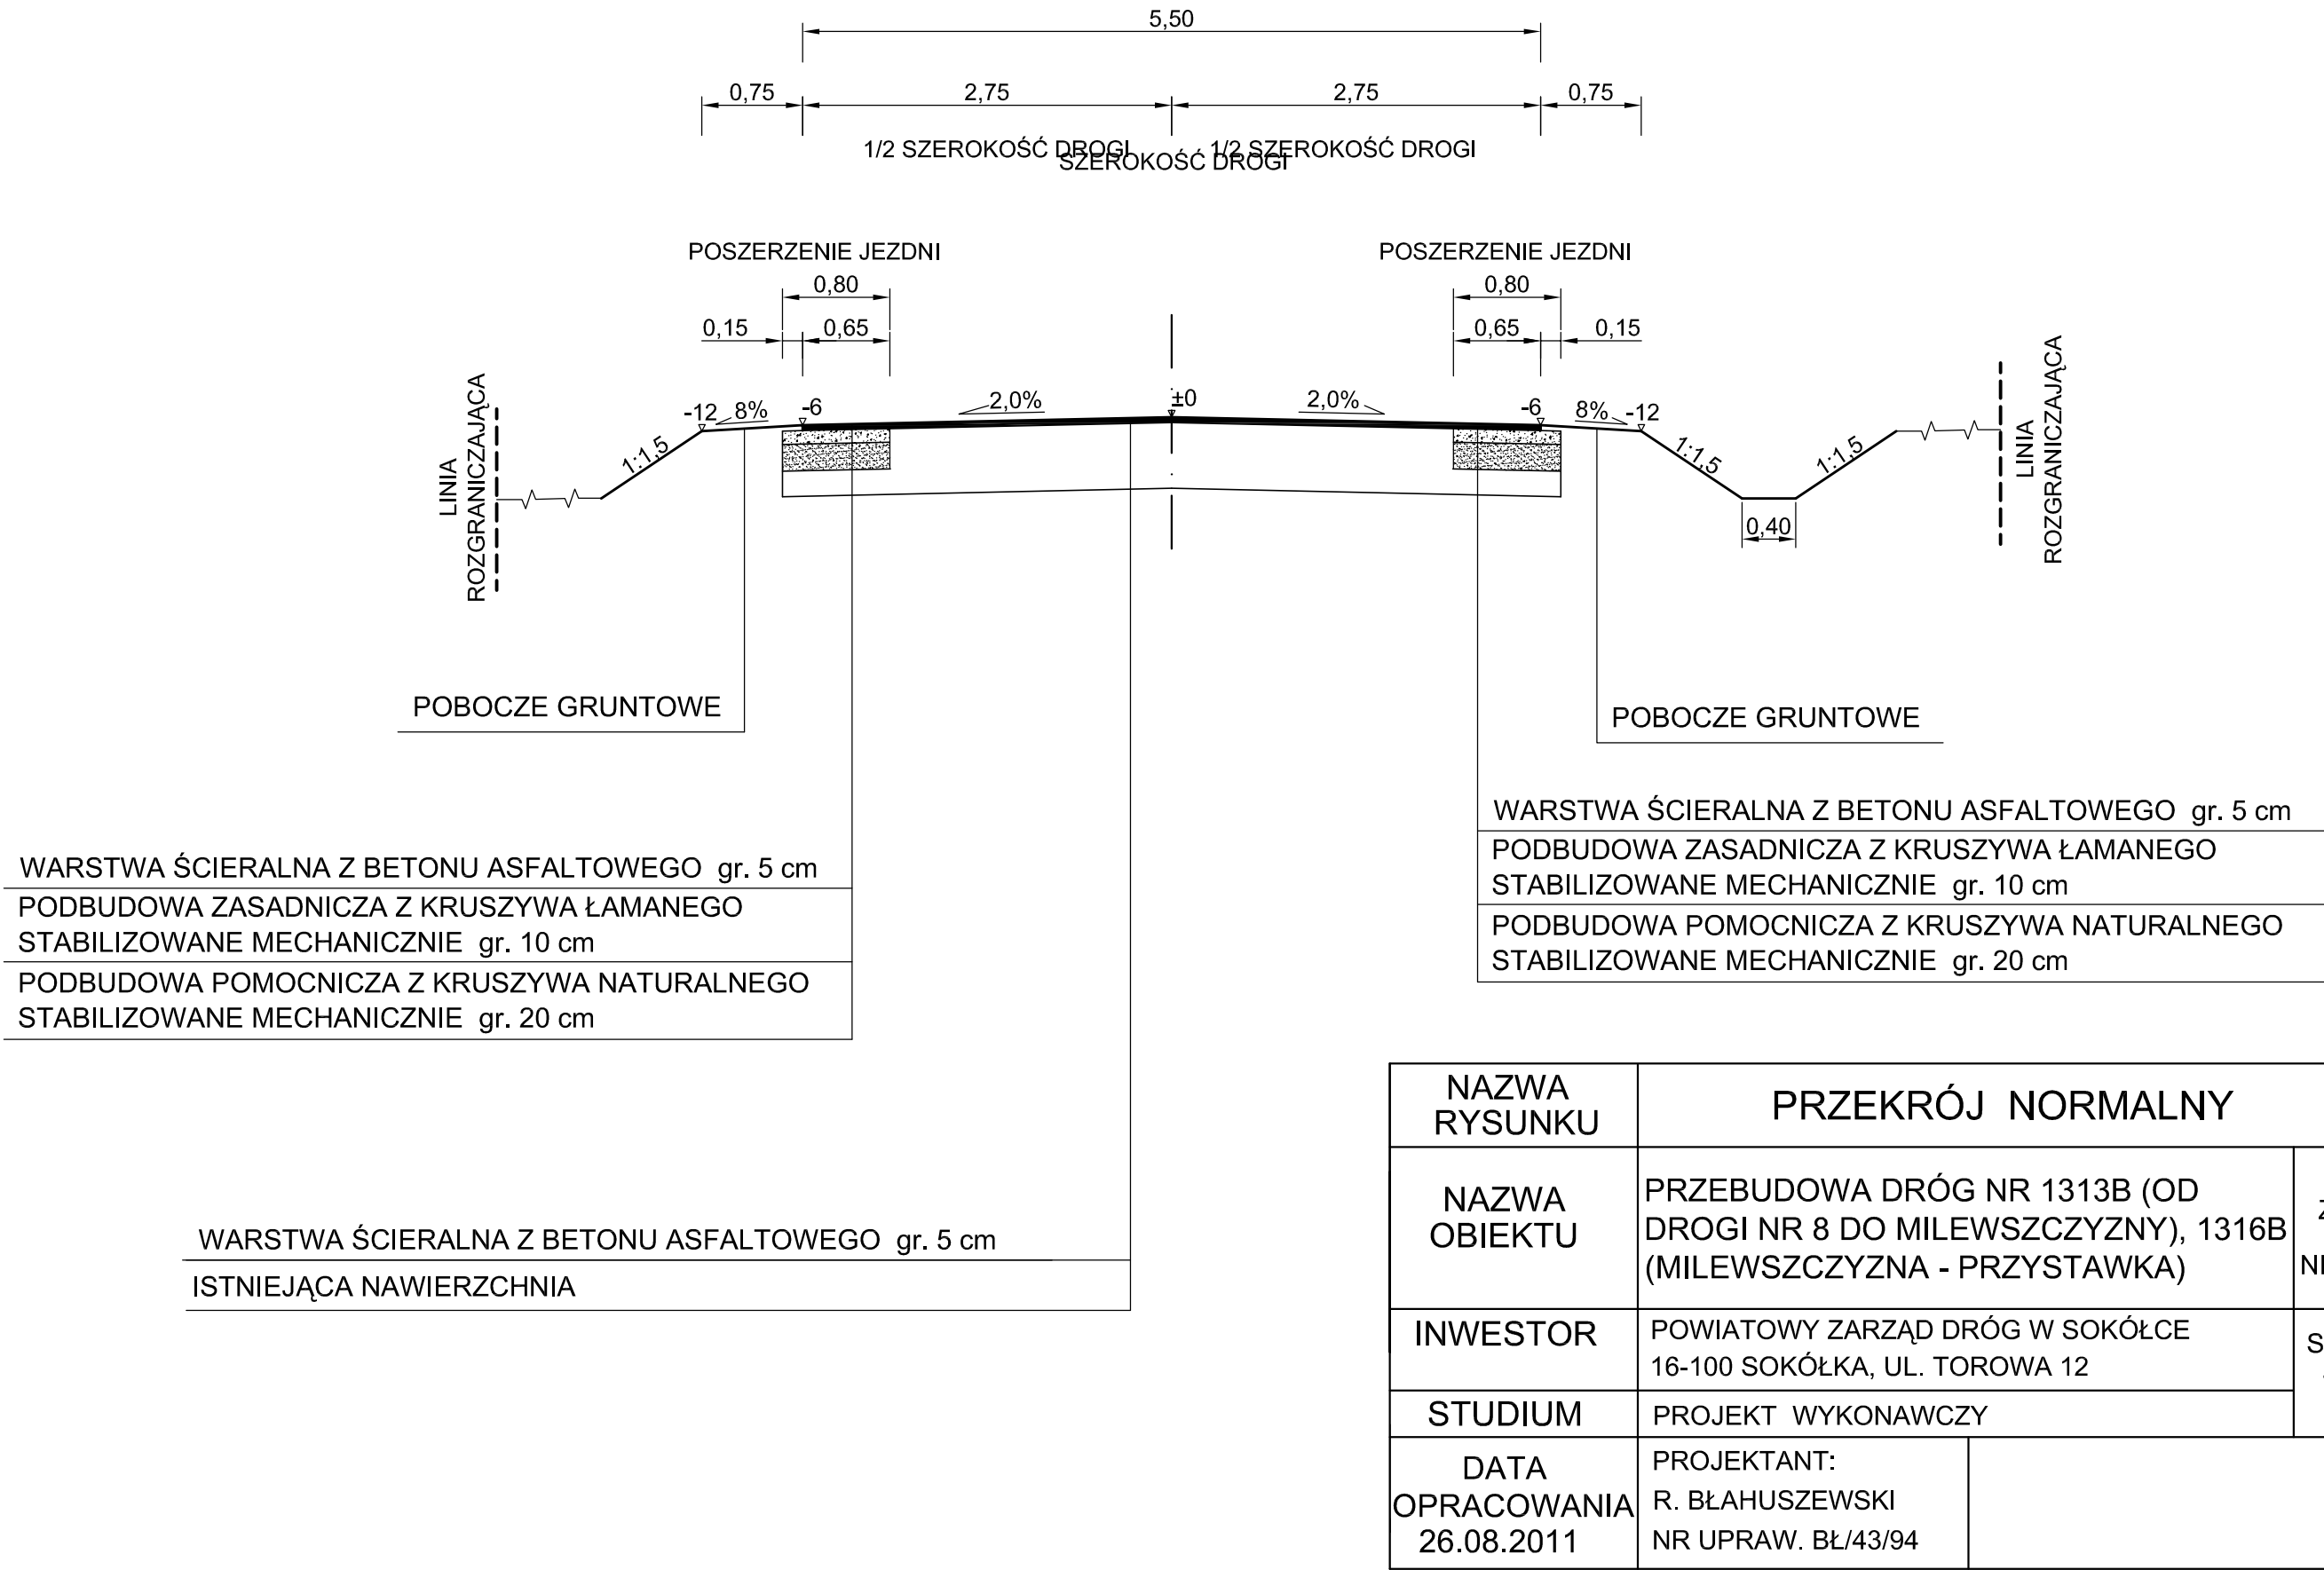 5,50
0,75 2,75 2,75 0,75
1/2 SZEROKOŚĆ DROGI 1/2 SZEROKOŚĆ DROGI
SZEROKOŚĆ DROGI
POSZERZENIE JEZDNI POSZERZENIE JEZDNI
0,80 0,80
0,15 0,65 0,65 0,15
-12 8% -6 2,0% ±0 2,0% -6 8% -12
1:1,5 1:1,5 1:1,5
LINIA
ROZGRANICZAJĄCA
LINIA
ROZGRANICZAJĄCA
0,40
POBOCZE GRUNTOWE
POBOCZE GRUNTOWE
WARSTWA ŚCIERALNA Z BETONU ASFALTOWEGO gr. 5 cm
PODBUDOWA ZASADNICZA Z KRUSZYWA ŁAMANEGO
STABILIZOWANE MECHANICZNIE gr. 10 cm
PODBUDOWA POMOCNICZA Z KRUSZYWA NATURALNEGO
STABILIZOWANE MECHANICZNIE gr. 20 cm
WARSTWA ŚCIERALNA Z BETONU ASFALTOWEGO gr. 5 cm
PODBUDOWA ZASADNICZA Z KRUSZYWA ŁAMANEGO
STABILIZOWANE MECHANICZNIE gr. 10 cm
PODBUDOWA POMOCNICZA Z KRUSZYWA NATURALNEGO
STABILIZOWANE MECHANICZNIE gr. 20 cm
WARSTWA ŚCIERALNA Z BETONU ASFALTOWEGO gr. 5 cm
ISTNIEJĄCA NAWIERZCHNIA
NAZWA
RYSUNKU
PRZEKRÓJ NORMALNY
NAZWA
OBIEKTU
PRZEBUDOWA DRÓG NR 1313B (OD
DROGI NR 8 DO MILEWSZCZYZNY), 1316B
(MILEWSZCZYZNA - PRZYSTAWKA)
INWESTOR
POWIATOWY ZARZĄD DRÓG W SOKÓŁCE
16-100 SOKÓŁKA, UL. TOROWA 12
STUDIUM
PROJEKT WYKONAWCZY
DATA
OPRACOWANIA
26.08.2011
PROJEKTANT:
R. BŁAHUSZEWSKI
NR UPRAW. BŁ/43/94